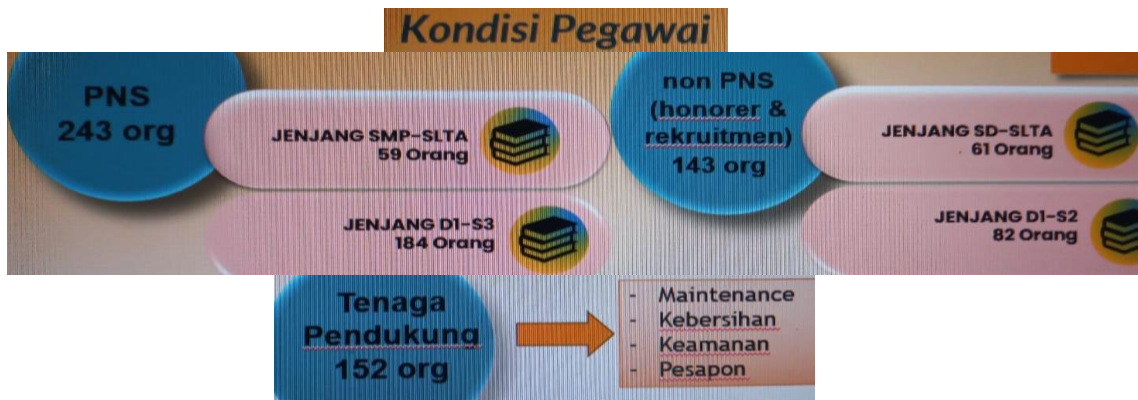 Kondisi Pegawai
PNS
243 org
JENJANG SMP-SLTA
59 Orang
JENJANG D1-S3
184 Orang
non PNS
(honorer &
rekruitmen)
143 org
JENJANG SD-SLTA
61 Orang
JENJANG D1-S2
82 Orang
Tenaga
Pendukung
152 org
- Maintenance
- Kebersihan
- Keamanan
- Pesapon